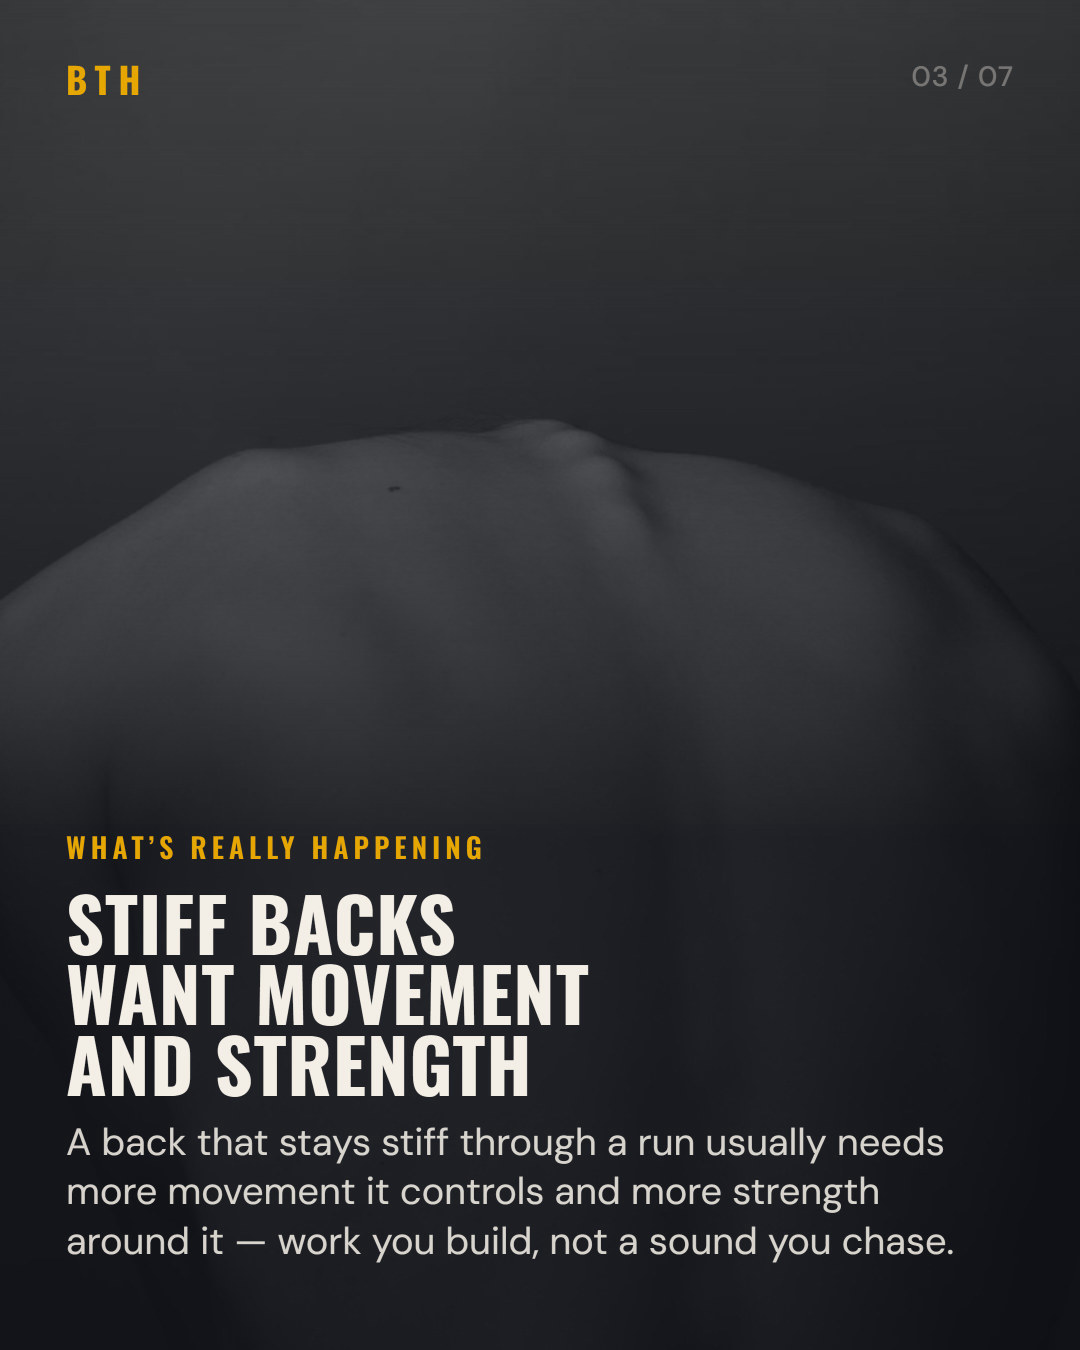 BTH
03 / 07
WHAT’S REALLY HAPPENING
STIFF BACKS
WANT MOVEMENT
AND STRENGTH
A back that stays stiff through a run usually needs
more movement it controls and more strength
around it — work you build, not a sound you chase.